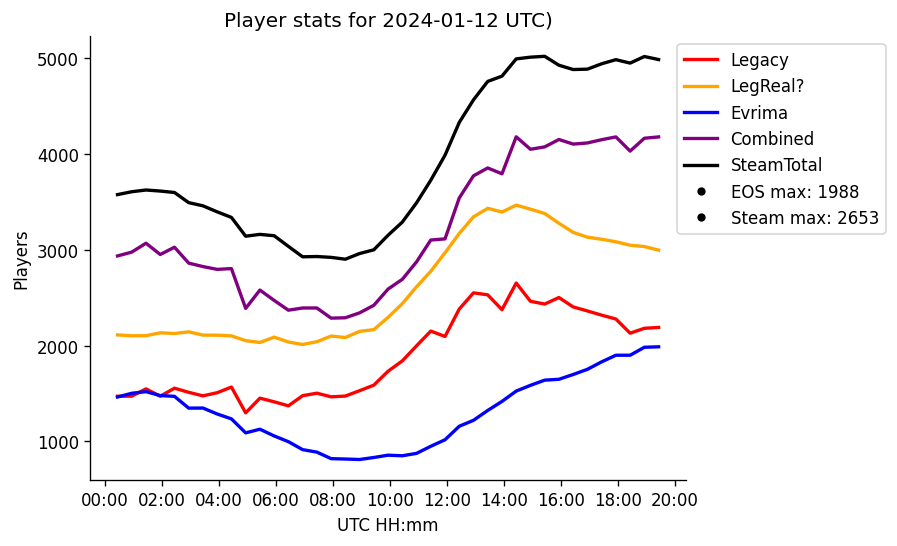 Player stats for 2024-01-12 UTC)
Legacy
LegReal?
Evrima
Combined
SteamTotal
EOS max: 1988
Steam max: 2653
Players
5000
4000
3000
2000
1000
00:00 02:00 04:00 06:00 08:00 10:00 12:00 14:00 16:00 18:00 20:00
UTC HH:mm